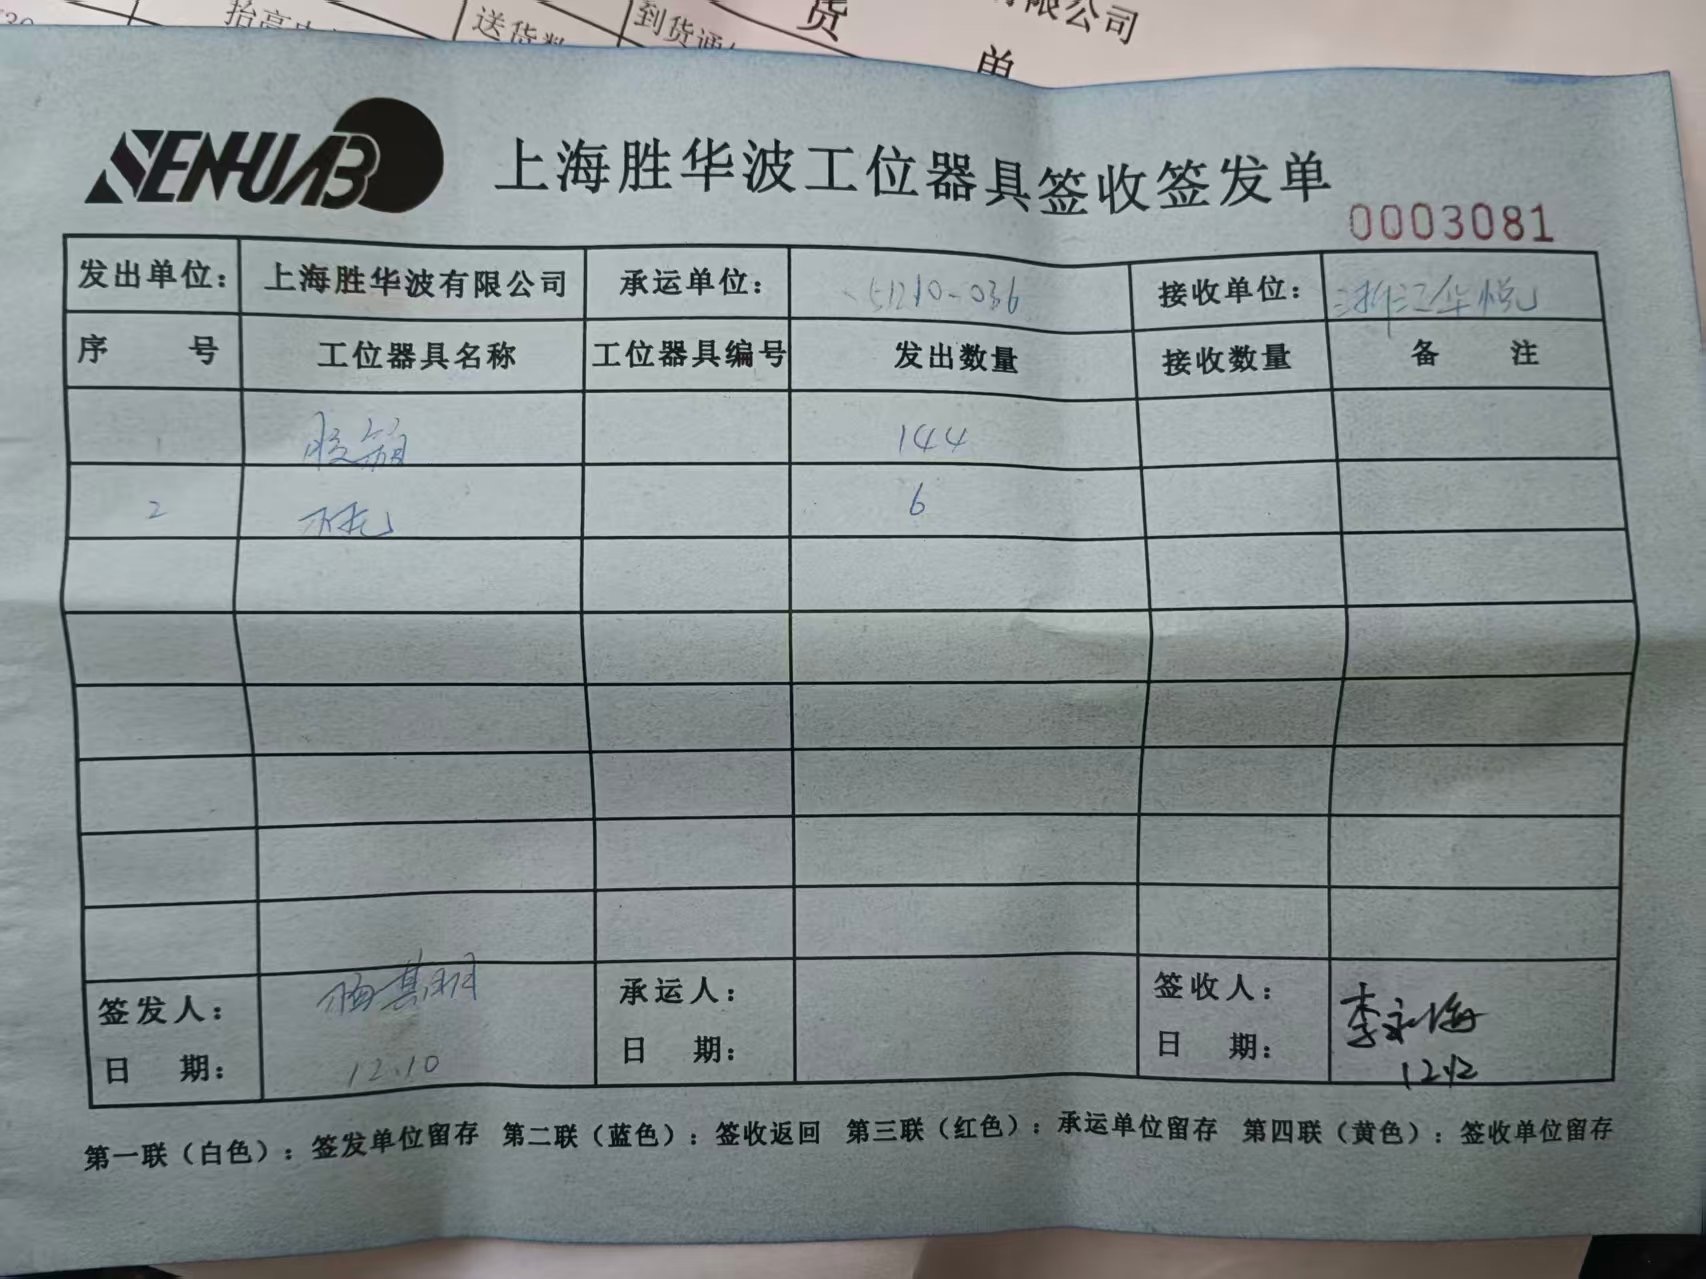 抬高
送货
到货通
货
单
限公司
SENHUAB
上海胜华波工位器具签收签发单
0003081
发出单位： 上海胜华波有限公司 承运单位： 51210-036 接收单位： 浙江华悦
序 号 工位器具名称 工位器具编号 发出数量 接收数量 备 注
1 胶箱 144
2 木托 6
签发人： 承运人： 签收人： 李永海
日 期： 12.10 日 期： 日 期： 12.12
第一联（白色）：签发单位留存 第二联（蓝色）：签收返回 第三联（红色）：承运单位留存 第四联（黄色）：签收单位留存